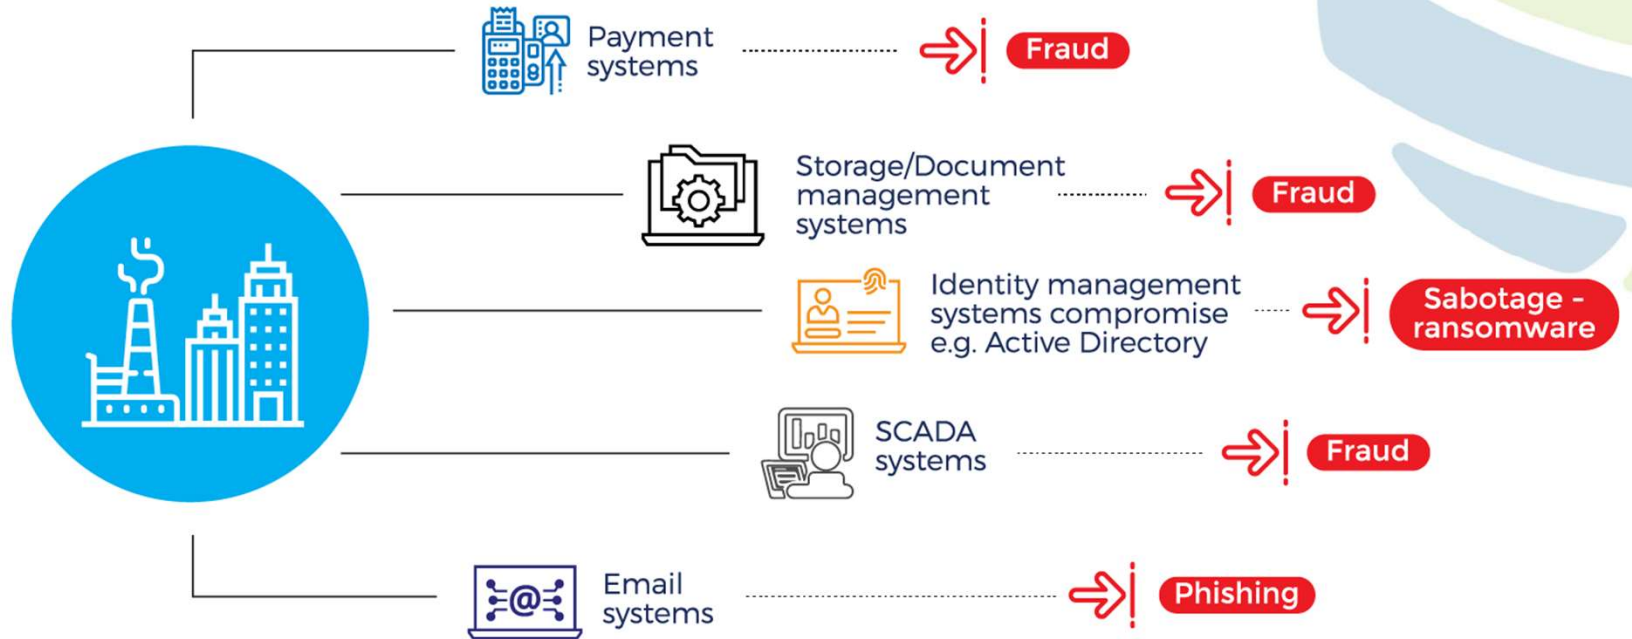 Payment
systems
Fraud
Storage/Document
management
systems
Fraud
Identity management
systems compromise
e.g. Active Directory
Sabotage -
ransomware
SCADA
systems
Fraud
@
Email
systems
Phishing